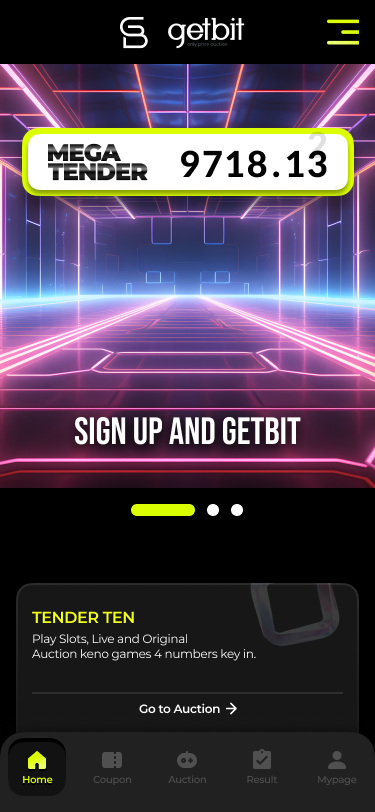 getbit
only price auction
MEGA
TENDER
9718.13
SIGN UP AND GETBIT
TENDER TEN
Play Slots, Live and Original
Auction keno games 4 numbers key in.
Go to Auction →
Home
Coupon
Auction
Result
Mypage